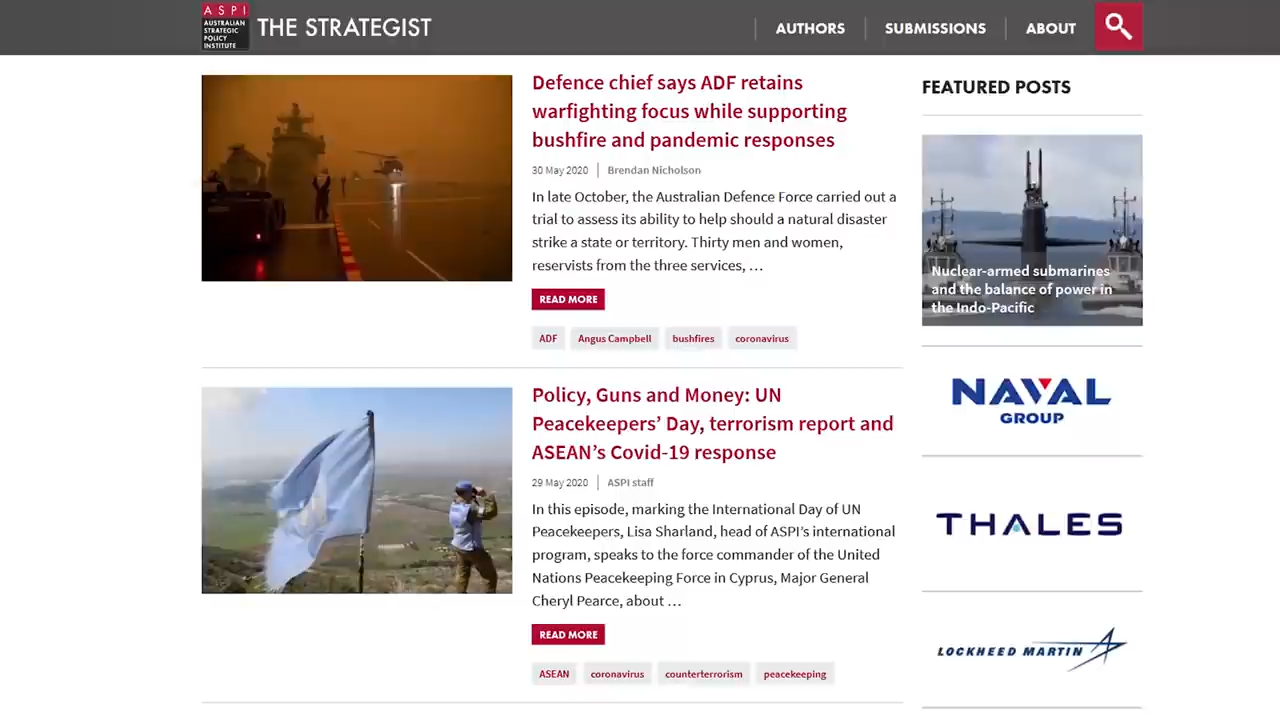 ASPI
AUSTRALIAN
STRATEGIC
POLICY
INSTITUTE
THE STRATEGIST
AUTHORS
SUBMISSIONS
ABOUT
Defence chief says ADF retains
warfighting focus while supporting
bushfire and pandemic responses
30 May 2020
Brendan Nicholson
In late October, the Australian Defence Force carried out a
trial to assess its ability to help should a natural disaster
strike a state or territory. Thirty men and women,
reservists from the three services, …
READ MORE
ADF
Angus Campbell
bushfires
coronavirus
Policy, Guns and Money: UN
Peacekeepers’ Day, terrorism report and
ASEAN’s Covid-19 response
29 May 2020
ASPI staff
In this episode, marking the International Day of UN
Peacekeepers, Lisa Sharland, head of ASPI’s international
program, speaks to the force commander of the United
Nations Peacekeeping Force in Cyprus, Major General
Cheryl Pearce, about …
READ MORE
ASEAN
coronavirus
counterterrorism
peacekeeping
FEATURED POSTS
Nuclear-armed submarines
and the balance of power in
the Indo-Pacific
NAVAL
GROUP
THALES
LOCKHEED MARTIN